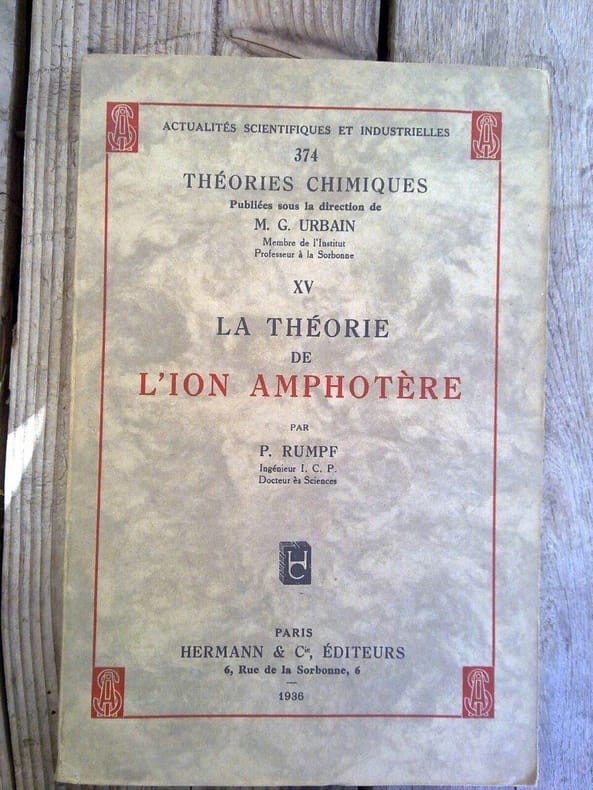 ACTUALITÉS SCIENTIFIQUES ET INDUSTRIELLES
374
THÉORIES CHIMIQUES
Publiées sous la direction de
M. G. URBAIN
Membre de l'Institut
Professeur à la Sorbonne
XV
LA THÉORIE
DE
L'ION AMPHOTÈRE
PAR
P. RUMPF
Ingénieur I. C. P.
Docteur ès Sciences
HC
PARIS
HERMANN & Cie, ÉDITEURS
6, Rue de la Sorbonne, 6
1936